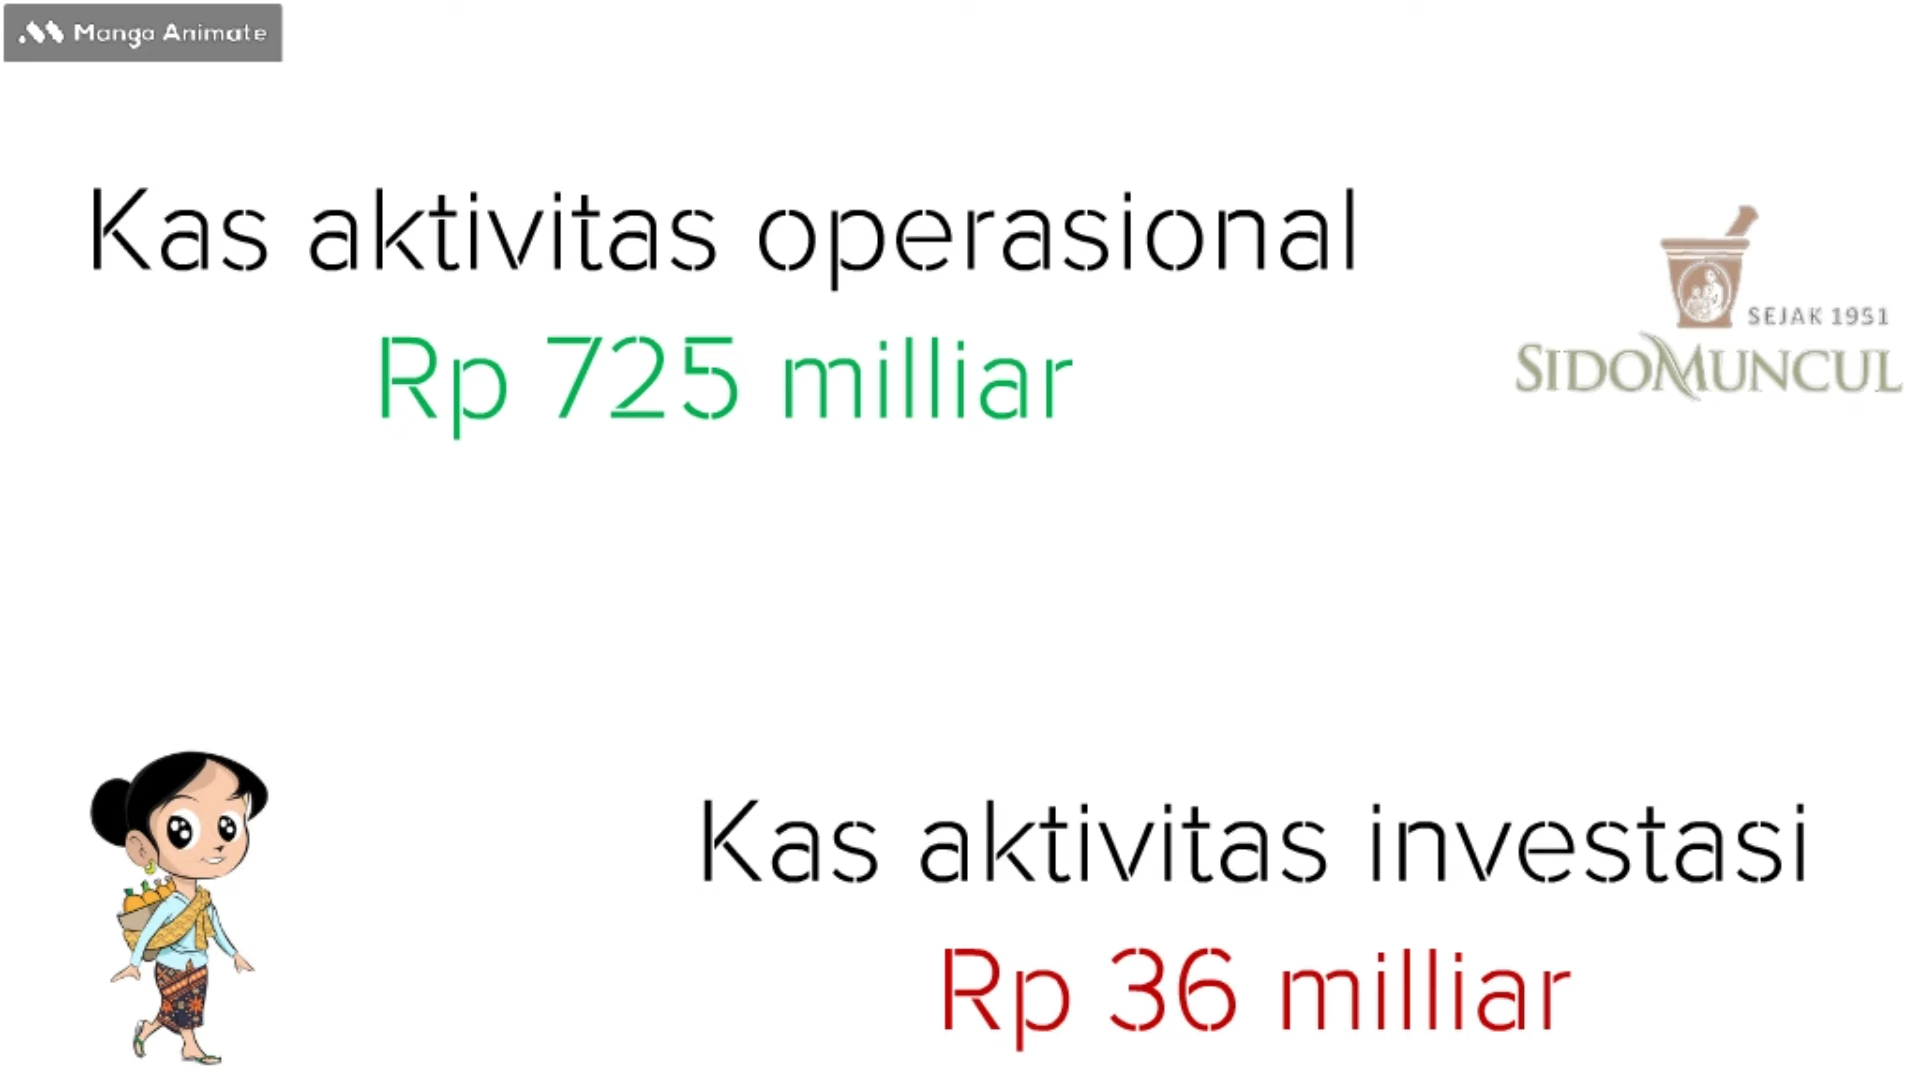 Manga Animate
Kas aktivitas operasional
Rp 725 milliar
SEJAK 1951
SIDOMUNCUL
Kas aktivitas investasi
Rp 36 milliar